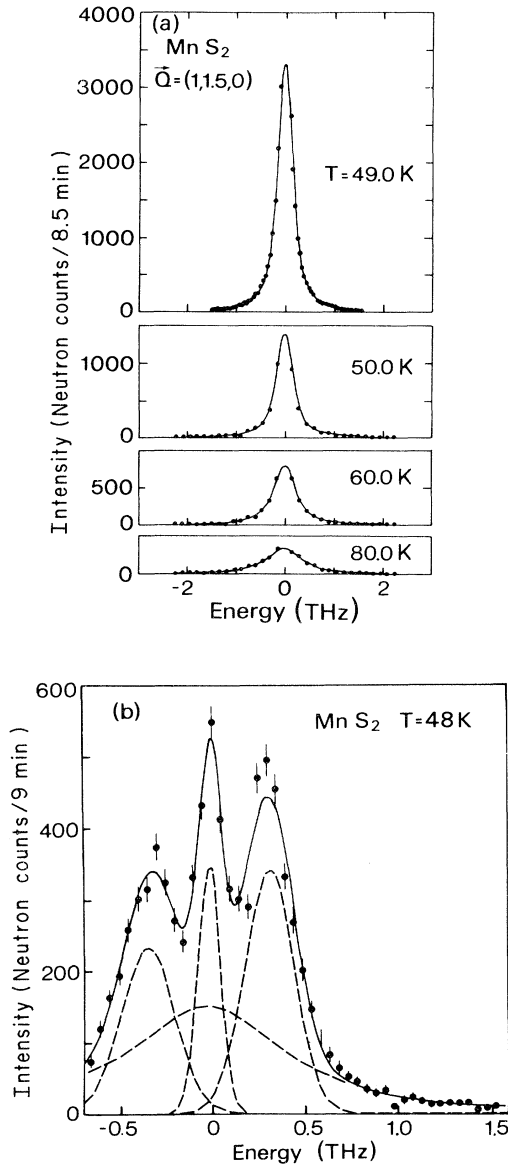 (a)
4000
Mn S₂
Q⃗=(1,1.5,0)
3000
2000
T=49.0 K
1000
0
1000
50.0 K
0
500
60.0 K
0
80.0 K
0
-2 0 2
Energy (THz)
Intensity (Neutron counts/8.5 min)
600
(b)
Mn S₂ T=48K
400
200
0
-0.5 0 0.5 1.0 1.5
Energy (THz)
Intensity (Neutron counts/9 min)